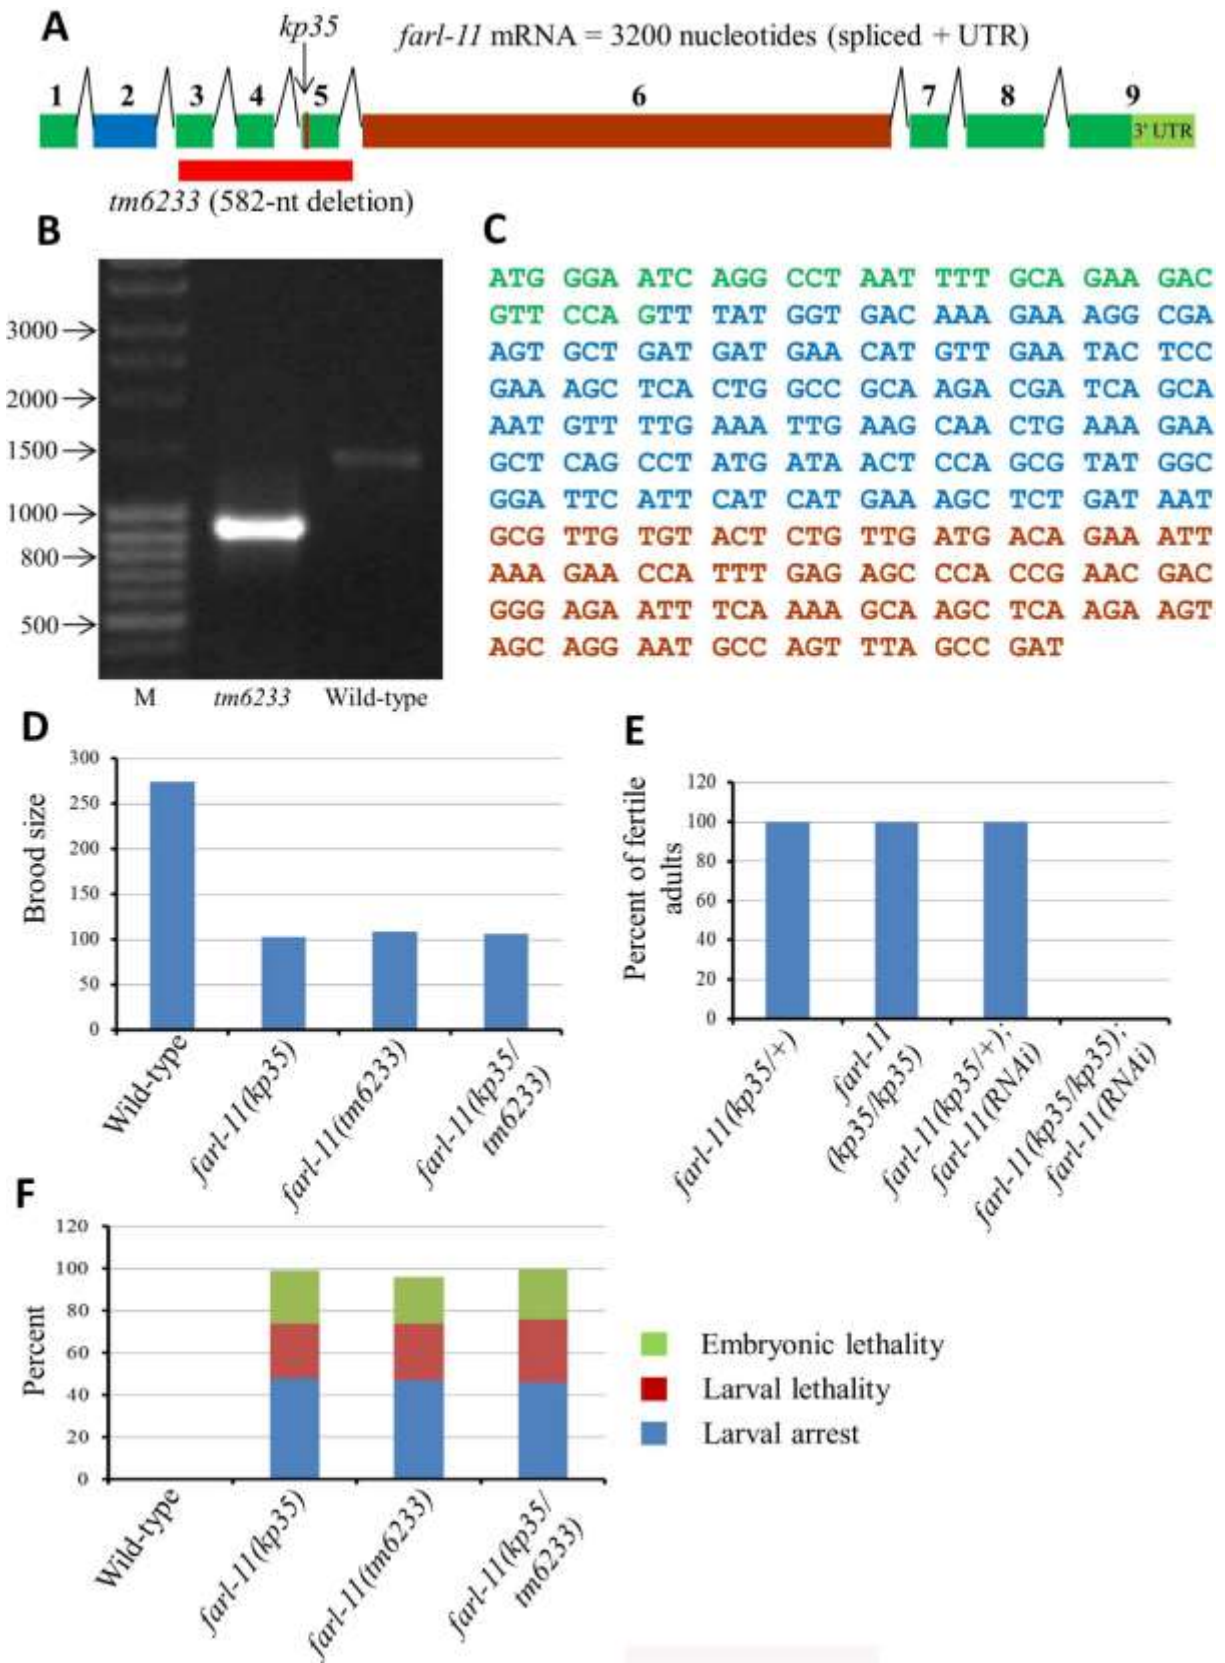 A
kp35
farl-11 mRNA = 3200 nucleotides (spliced + UTR)
1 2 3 4 5 6 7 8 9
3' UTR
tm6233 (582-nt deletion)
B
3000
2000
1500
1000
800
500
M tm6233 Wild-type
C
ATG GGA ATC AGG CCT AAT TTT GCA GAA GAC
GTT CCA GTT TAT GGT GAC AAA GAA AGG CGA
AGT GCT GAT GAT GAA CAT GTT GAA TAC TCC
GAA AGC TCA CTG GCC GCA AGA CGA TCA GCA
AAT GTT TTG AAA TTG AAG CAA CTG AAA GAA
GCT CAG CCT ATG ATA ACT CCA GCG TAT GGC
GGA TTC ATT CAT CAT GAA AGC TCT GAT AAT
GCG TTG TGT ACT CTG TTG ATG ACA GAA ATT
AAA GAA CCA TTT GAG AGC CCA CCG AAC GAC
GGG AGA ATT TCA AAA GCA AGC TCA AGA AGT
AGC AGG AAT GCC AGT TTA GCC GAT
D
Brood size
300
250
200
150
100
50
0
Wild-type
farl-11(kp35)
farl-11(tm6233)
farl-11(kp35/
tm6233)
E
Percent of fertile
adults
120
100
80
60
40
20
0
farl-11(kp35/+)
farl-11
(kp35/kp35)
farl-11(kp35/+);
farl-11(RNAi)
farl-11(kp35/kp35);
farl-11(RNAi)
F
Percent
120
100
80
60
40
20
0
Wild-type
farl-11(kp35)
farl-11(tm6233)
farl-11(kp35/
tm6233)
Embryonic lethality
Larval lethality
Larval arrest